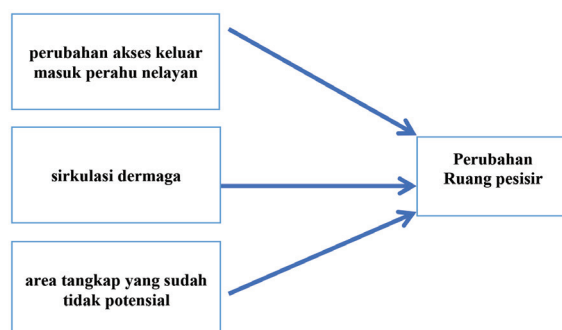 perubahan akses keluar
masuk perahu nelayan
sirkulasi dermaga
Perubahan
Ruang pesisir
area tangkap yang sudah
tidak potensial